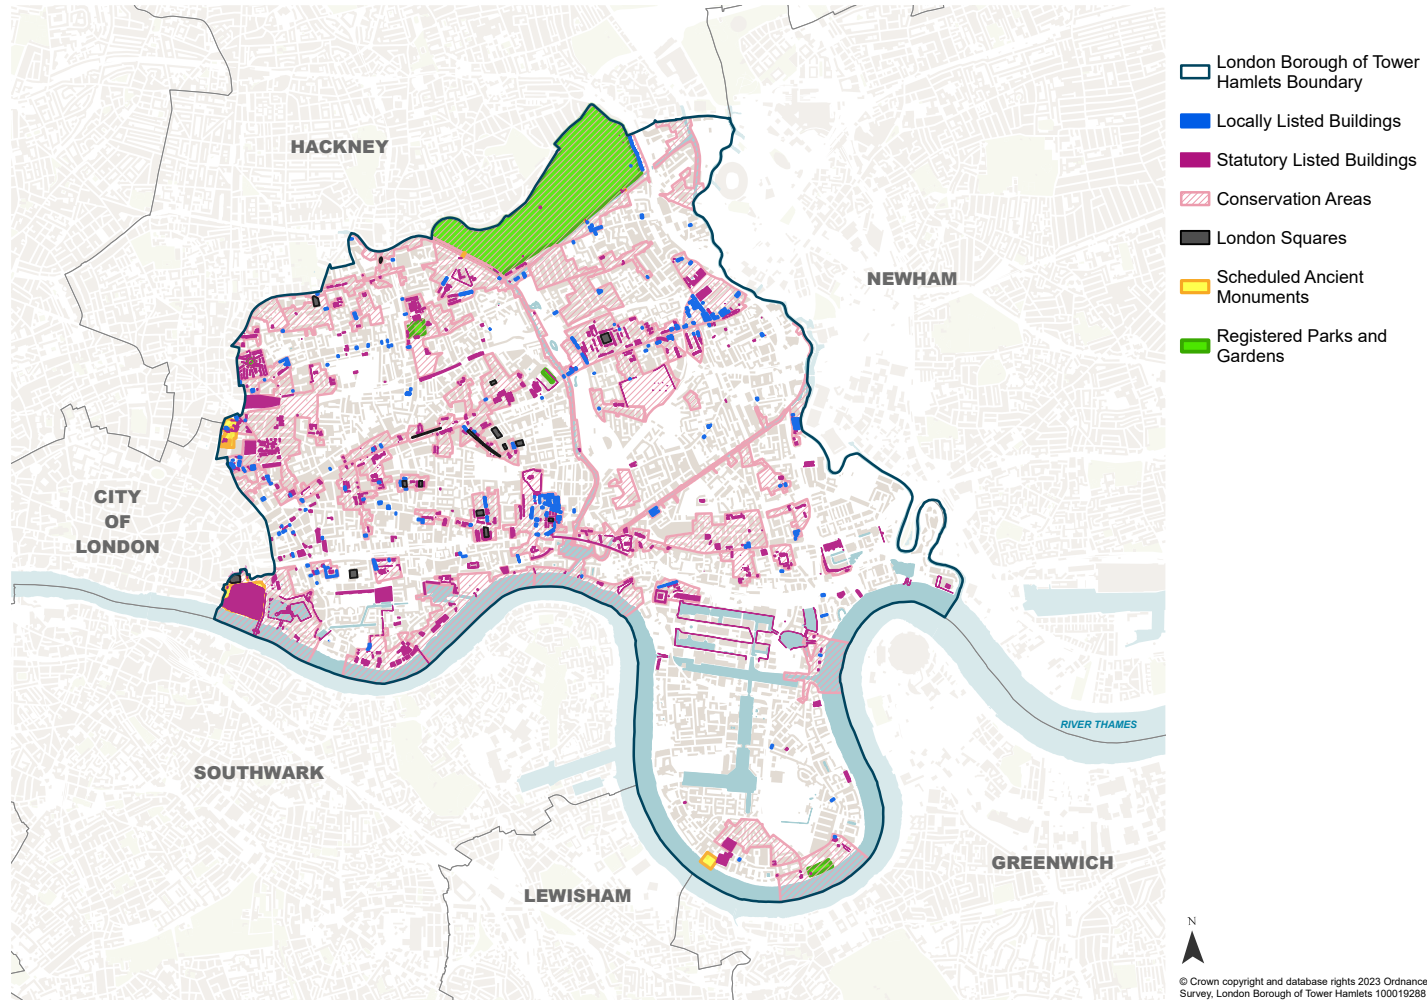 HACKNEY
NEWHAM
CITY
OF
LONDON
RIVER THAMES
SOUTHWARK
GREENWICH
LEWISHAM
London Borough of Tower
Hamlets Boundary
Locally Listed Buildings
Statutory Listed Buildings
Conservation Areas
London Squares
Scheduled Ancient
Monuments
Registered Parks and
Gardens
N
© Crown copyright and database rights 2023 Ordnance
Survey, London Borough of Tower Hamlets 100019288